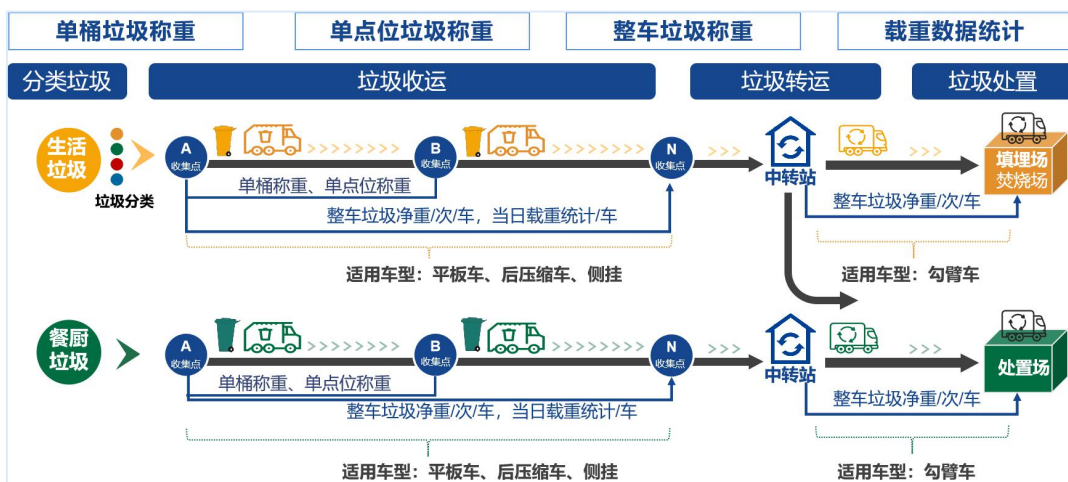 单桶垃圾称重
单点位垃圾称重
整车垃圾称重
载重数据统计
分类垃圾
垃圾收运
垃圾转运
垃圾处置
生活
垃圾
垃圾分类
A
收集点
B
收集点
N
收集点
中转站
填埋场
焚烧场
单桶称重、单点位称重
整车垃圾净重/次/车，当日载重统计/车
整车垃圾净重/次/车
适用车型：平板车、后压缩车、侧挂
适用车型：勾臂车
餐厨
垃圾
A
收集点
B
收集点
N
收集点
中转站
处置场
单桶称重、单点位称重
整车垃圾净重/次/车，当日载重统计/车
整车垃圾净重/次/车
适用车型：平板车、后压缩车、侧挂
适用车型：勾臂车